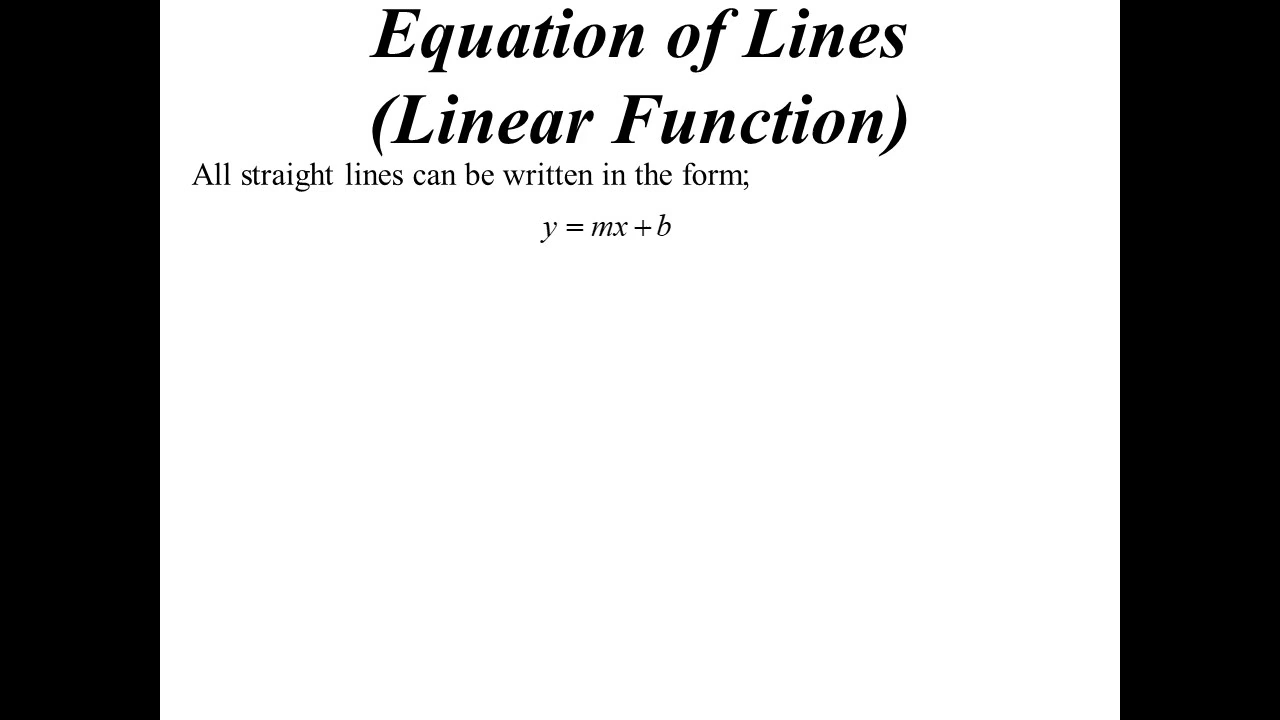 Equation of Lines
(Linear Function)
All straight lines can be written in the form;
y = mx + b